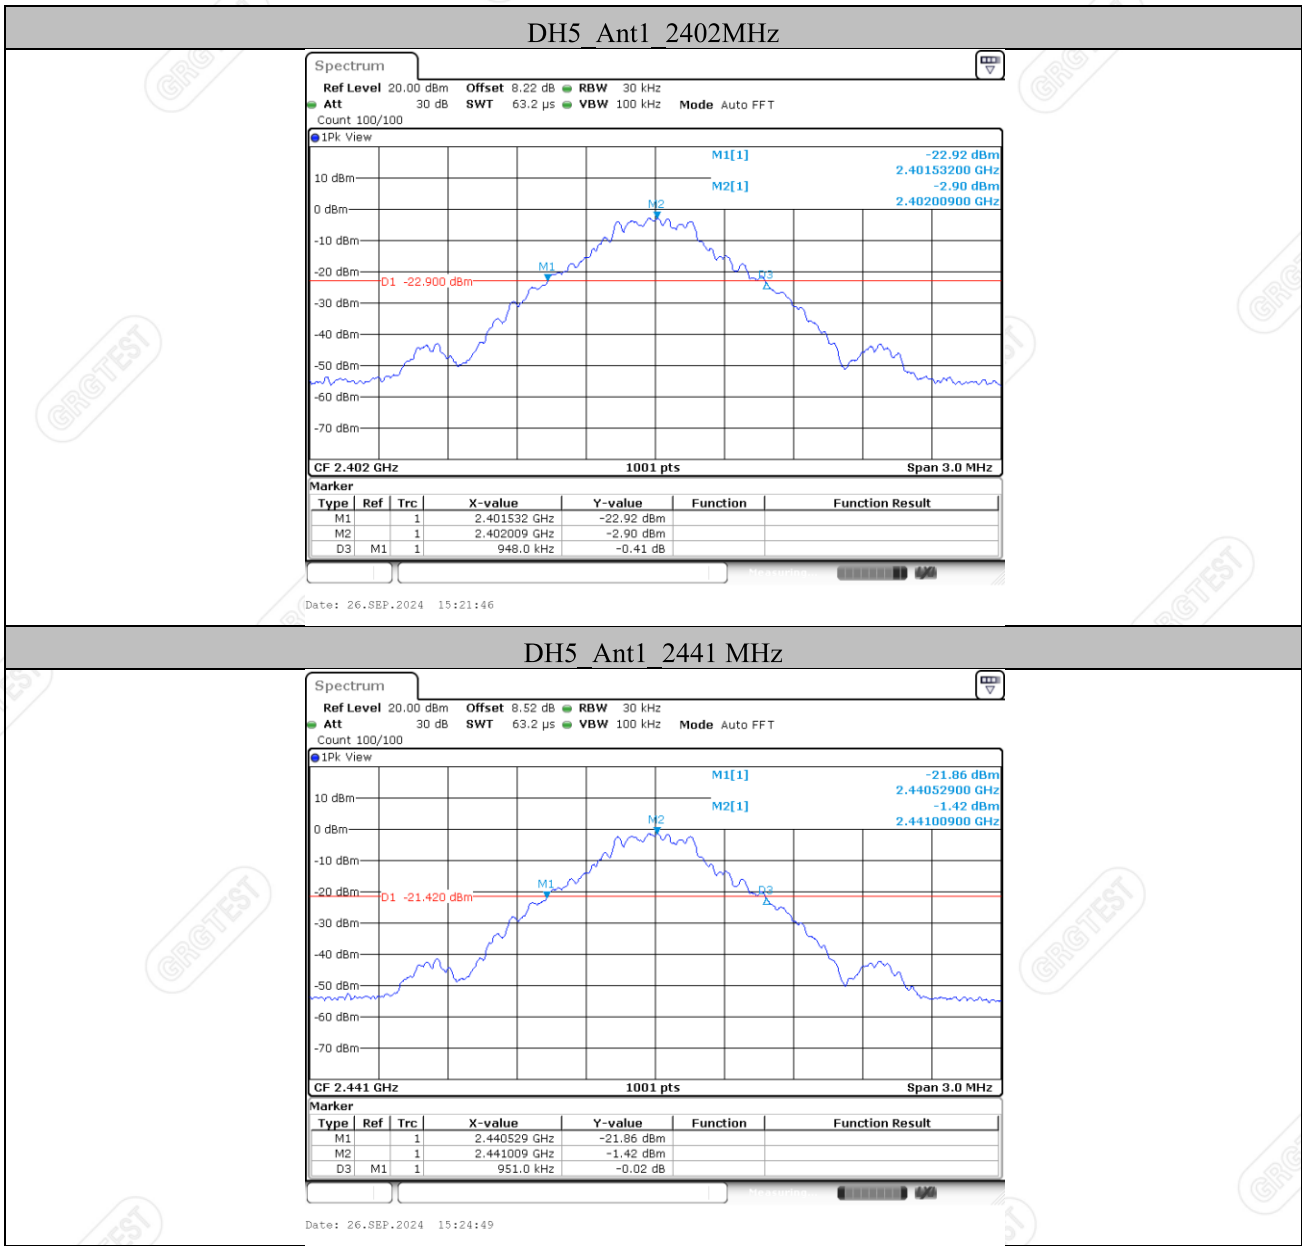 DH5_Ant1_2402MHz
Spectrum
Ref Level 20.00 dBm Offset 8.22 dB RBW 30 kHz
Att 30 dB SWT 63.2 µs VBW 100 kHz Mode Auto FFT
Count 100/100
1Pk View
M1[1] -22.92 dBm
2.40153200 GHz
10 dBm
M2[1] -2.90 dBm
2.40200900 GHz
M2
0 dBm
-10 dBm
M1
-20 dBm
D3
D1 -22.900 dBm
-30 dBm
-40 dBm
-50 dBm
-60 dBm
-70 dBm
CF 2.402 GHz 1001 pts Span 3.0 MHz
Marker
Type Ref Trc X-value Y-value Function Function Result
M1 1 2.401532 GHz -22.92 dBm
M2 1 2.402009 GHz -2.90 dBm
D3 M1 1 948.0 kHz -0.41 dB
Measuring
Date: 26.SEP.2024 15:21:46
DH5_Ant1_2441 MHz
Spectrum
Ref Level 20.00 dBm Offset 8.52 dB RBW 30 kHz
Att 30 dB SWT 63.2 µs VBW 100 kHz Mode Auto FFT
Count 100/100
1Pk View
M1[1] -21.86 dBm
2.44052900 GHz
10 dBm
M2[1] -1.42 dBm
2.44100900 GHz
M2
0 dBm
-10 dBm
M1
-20 dBm
D3
D1 -21.420 dBm
-30 dBm
-40 dBm
-50 dBm
-60 dBm
-70 dBm
CF 2.441 GHz 1001 pts Span 3.0 MHz
Marker
Type Ref Trc X-value Y-value Function Function Result
M1 1 2.440529 GHz -21.86 dBm
M2 1 2.441009 GHz -1.42 dBm
D3 M1 1 951.0 kHz -0.02 dB
Measuring
Date: 26.SEP.2024 15:24:49
GRGTEST
GRGTEST
GRGTEST
GRGTEST